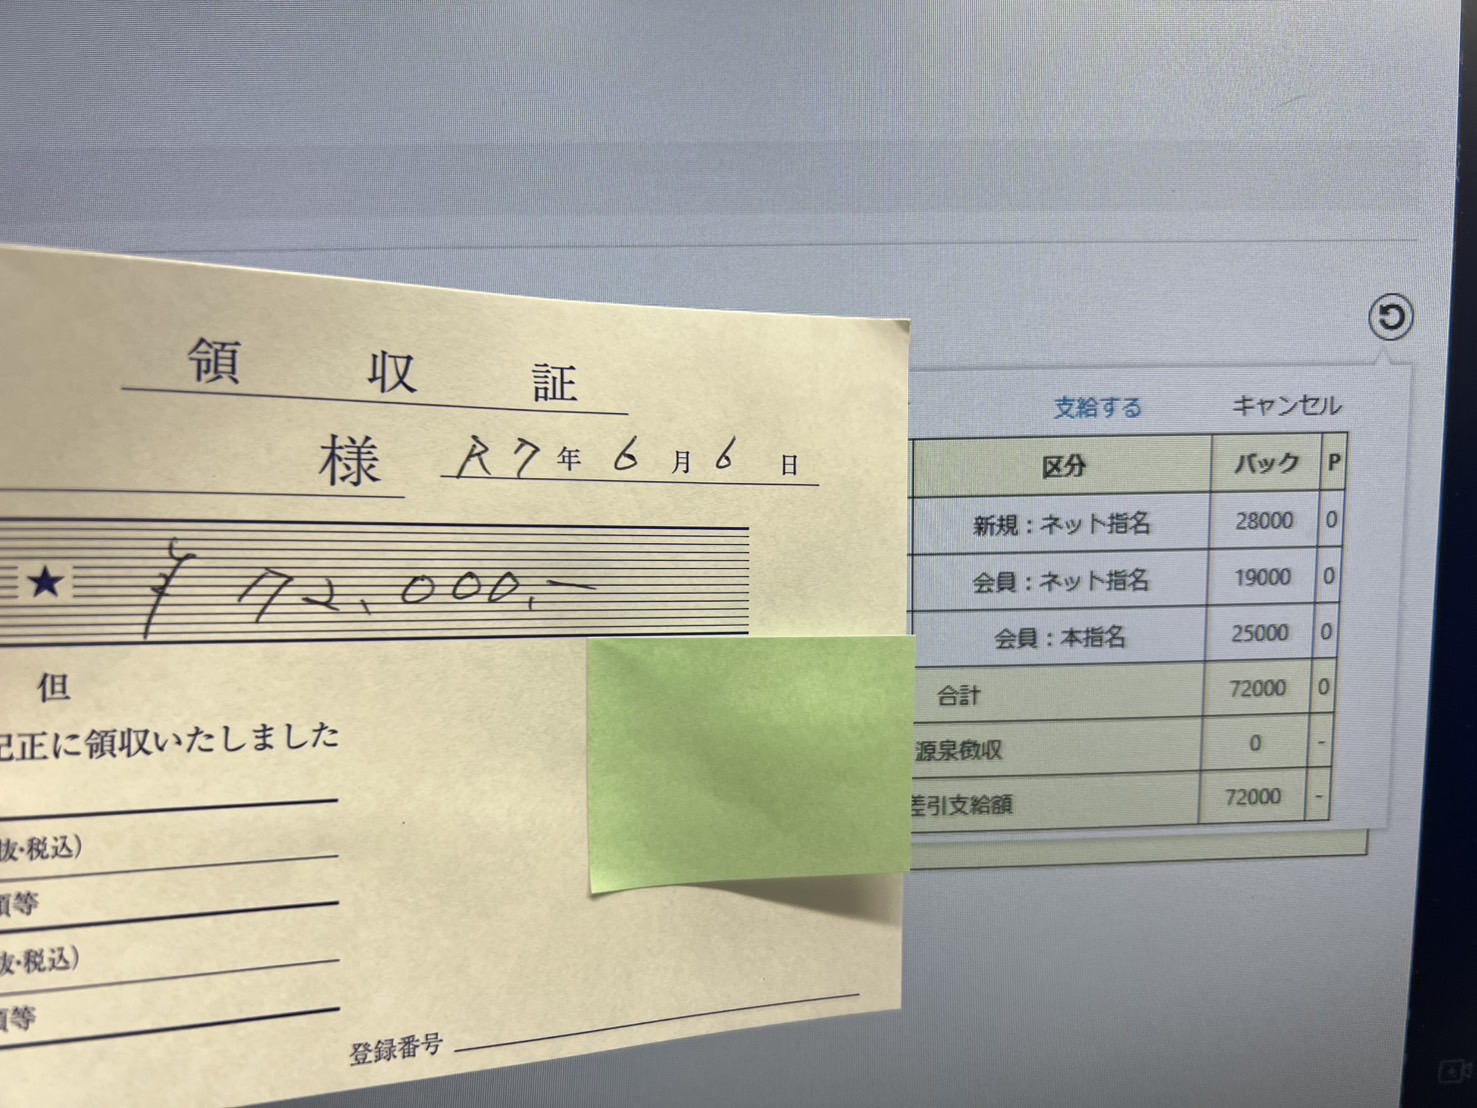 領 収 証
様 R7年 6月 6日
★ ¥ 72,000,—
但
記正に領収いたしました
抜・税込)
額等
抜・税込)
額等
登録番号
支給する キャンセル
区分 バック P
新規：ネット指名 28000 0
会員：ネット指名 19000 0
会員：本指名 25000 0
合計 72000 0
源泉徴収 0 -
差引支給額 72000 -